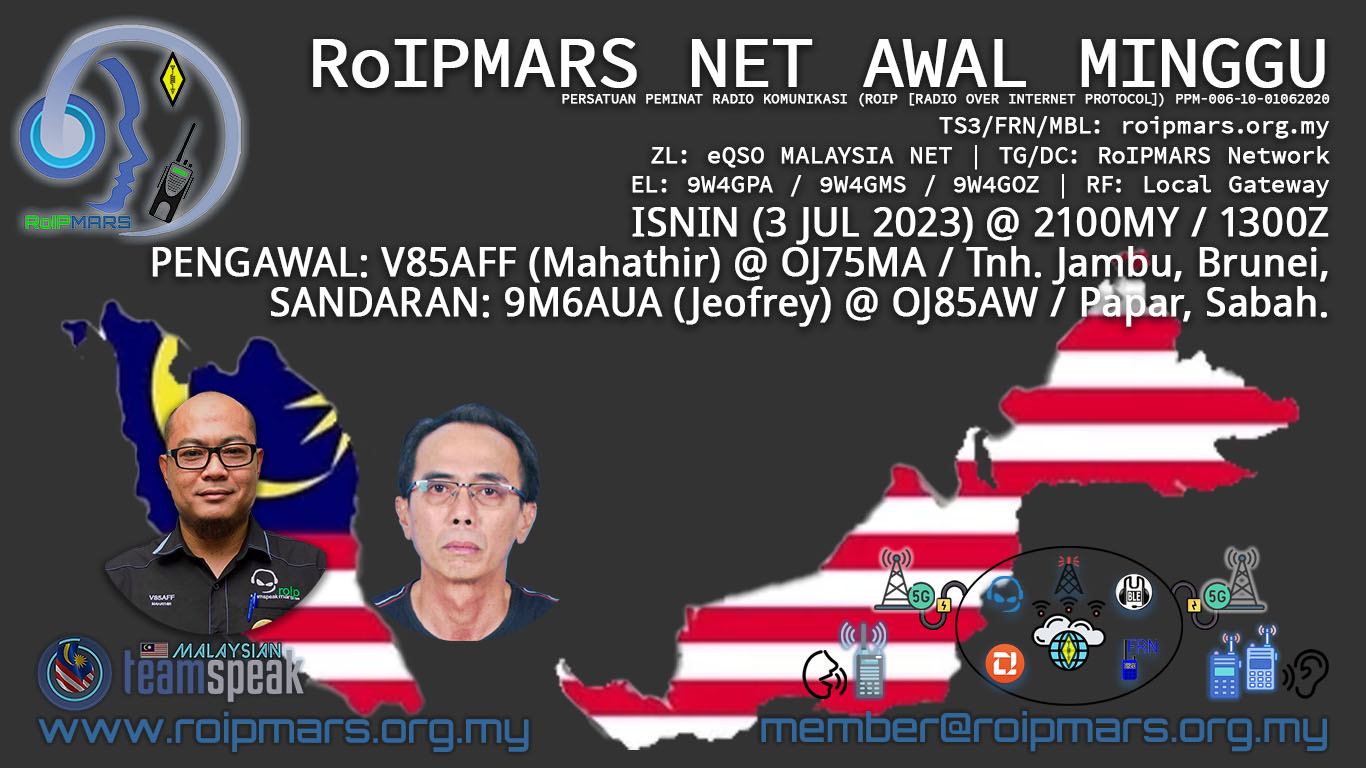 RoIPMARS NET AWAL MINGGU
PERSATUAN PEMINAT RADIO KOMUNIKASI (ROIP [RADIO OVER INTERNET PROTOCOL]) PPM-006-10-01062020
TS3/FRN/MBL: roipmars.org.my
ZL: eQSO MALAYSIA NET | TG/DC: RoIPMARS Network
EL: 9W4GPA / 9W4GMS / 9W4GOZ | RF: Local Gateway
RoIPMARS
ISNIN (3 JUL 2023) @ 2100MY / 1300Z
PENGAWAL: V85AFF (Mahathir) @ OJ75MA / Tnh. Jambu, Brunei,
SANDARAN: 9M6AUA (Jeofrey) @ OJ85AW / Papar, Sabah.
V85AFF
MAHATHIR
roip
5G
5G
BLE
FRN
MALAYSIAN
teamspeak
www.roipmars.org.my
member@roipmars.org.my